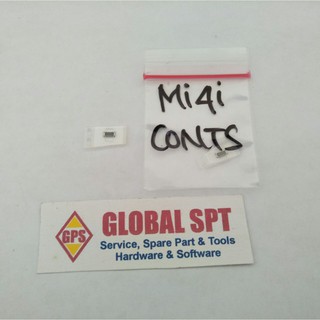 Mi4i
CONTS
GPS
GLOBAL SPT
Service, Spare Part & Tools
Hardware & Software